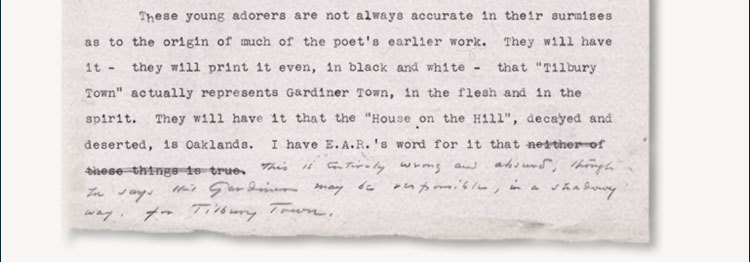 These young adorers are not always accurate in their surmises
as to the origin of much of the poet's earlier work. They will have
it - they will print it even, in black and white - that "Tilbury
Town" actually represents Gardiner Town, in the flesh and in the
spirit. They will have it that the "House on the Hill", decayed and
deserted, is Oaklands. I have E.A.R.'s word for it that neither of
these things is true. This is entirely wrong and absurd, though
he says this Gardiner may be responsible, in a shadowy
way, for Tilbury Town.